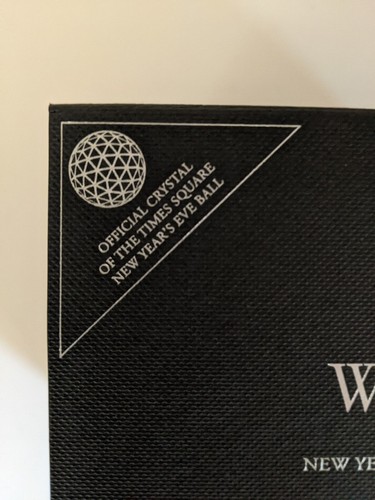 OFFICIAL CRYSTAL
OF THE TIMES SQUARE
NEW YEAR'S EVE BALL
W
NEW YE